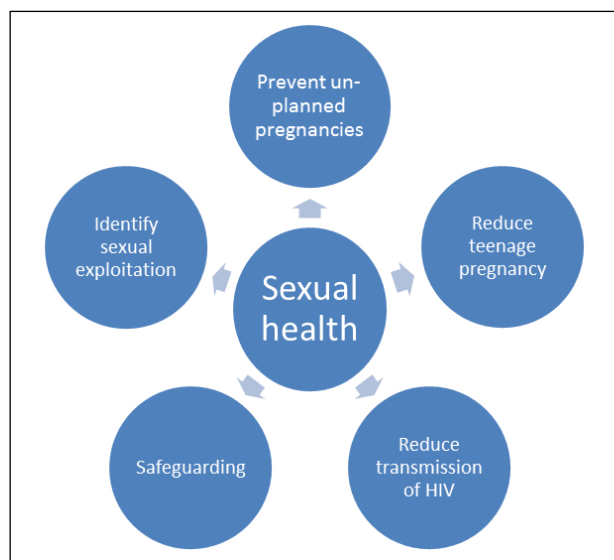 Prevent un-
planned
pregnancies
Identify
sexual
exploitation
Reduce
teenage
pregnancy
Sexual
health
Safeguarding
Reduce
transmission
of HIV